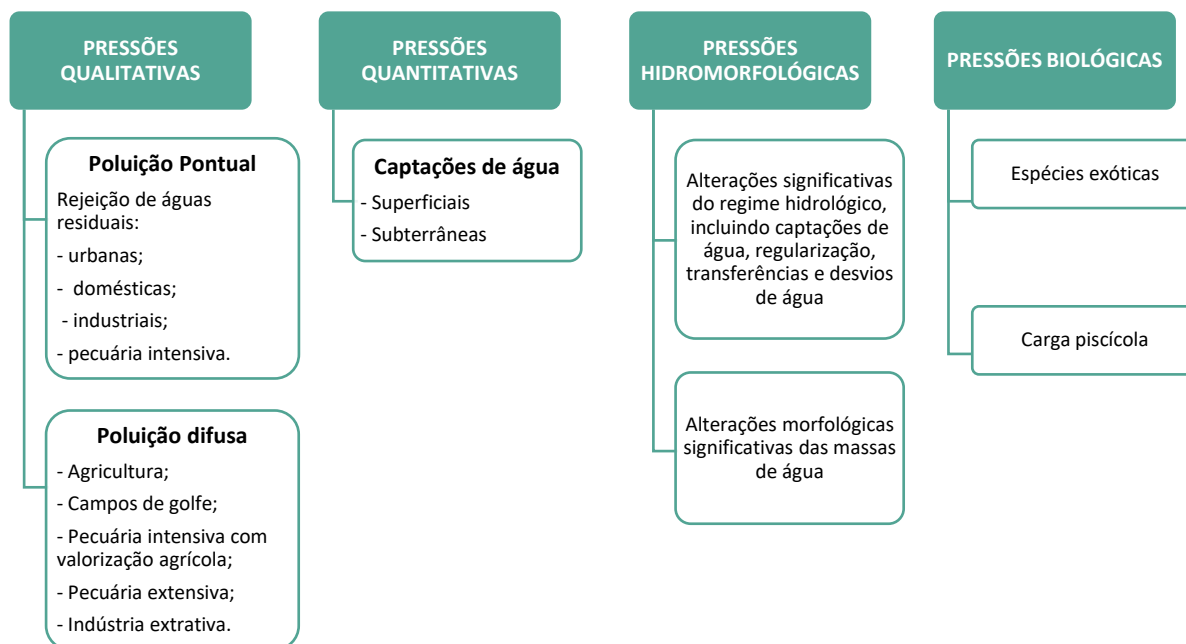 PRESSÕES
QUALITATIVAS
Poluição Pontual
Rejeição de águas
residuais:
- urbanas;
- domésticas;
- industriais;
- pecuária intensiva.
Poluição difusa
- Agricultura;
- Campos de golfe;
- Pecuária intensiva com
valorização agrícola;
- Pecuária extensiva;
- Indústria extrativa.
PRESSÕES
QUANTITATIVAS
Captações de água
- Superficiais
- Subterrâneas
PRESSÕES
HIDROMORFOLÓGICAS
Alterações significativas
do regime hidrológico,
incluindo captações de
água, regularização,
transferências e desvios
de água
Alterações morfológicas
significativas das massas
de água
PRESSÕES BIOLÓGICAS
Espécies exóticas
Carga piscícola